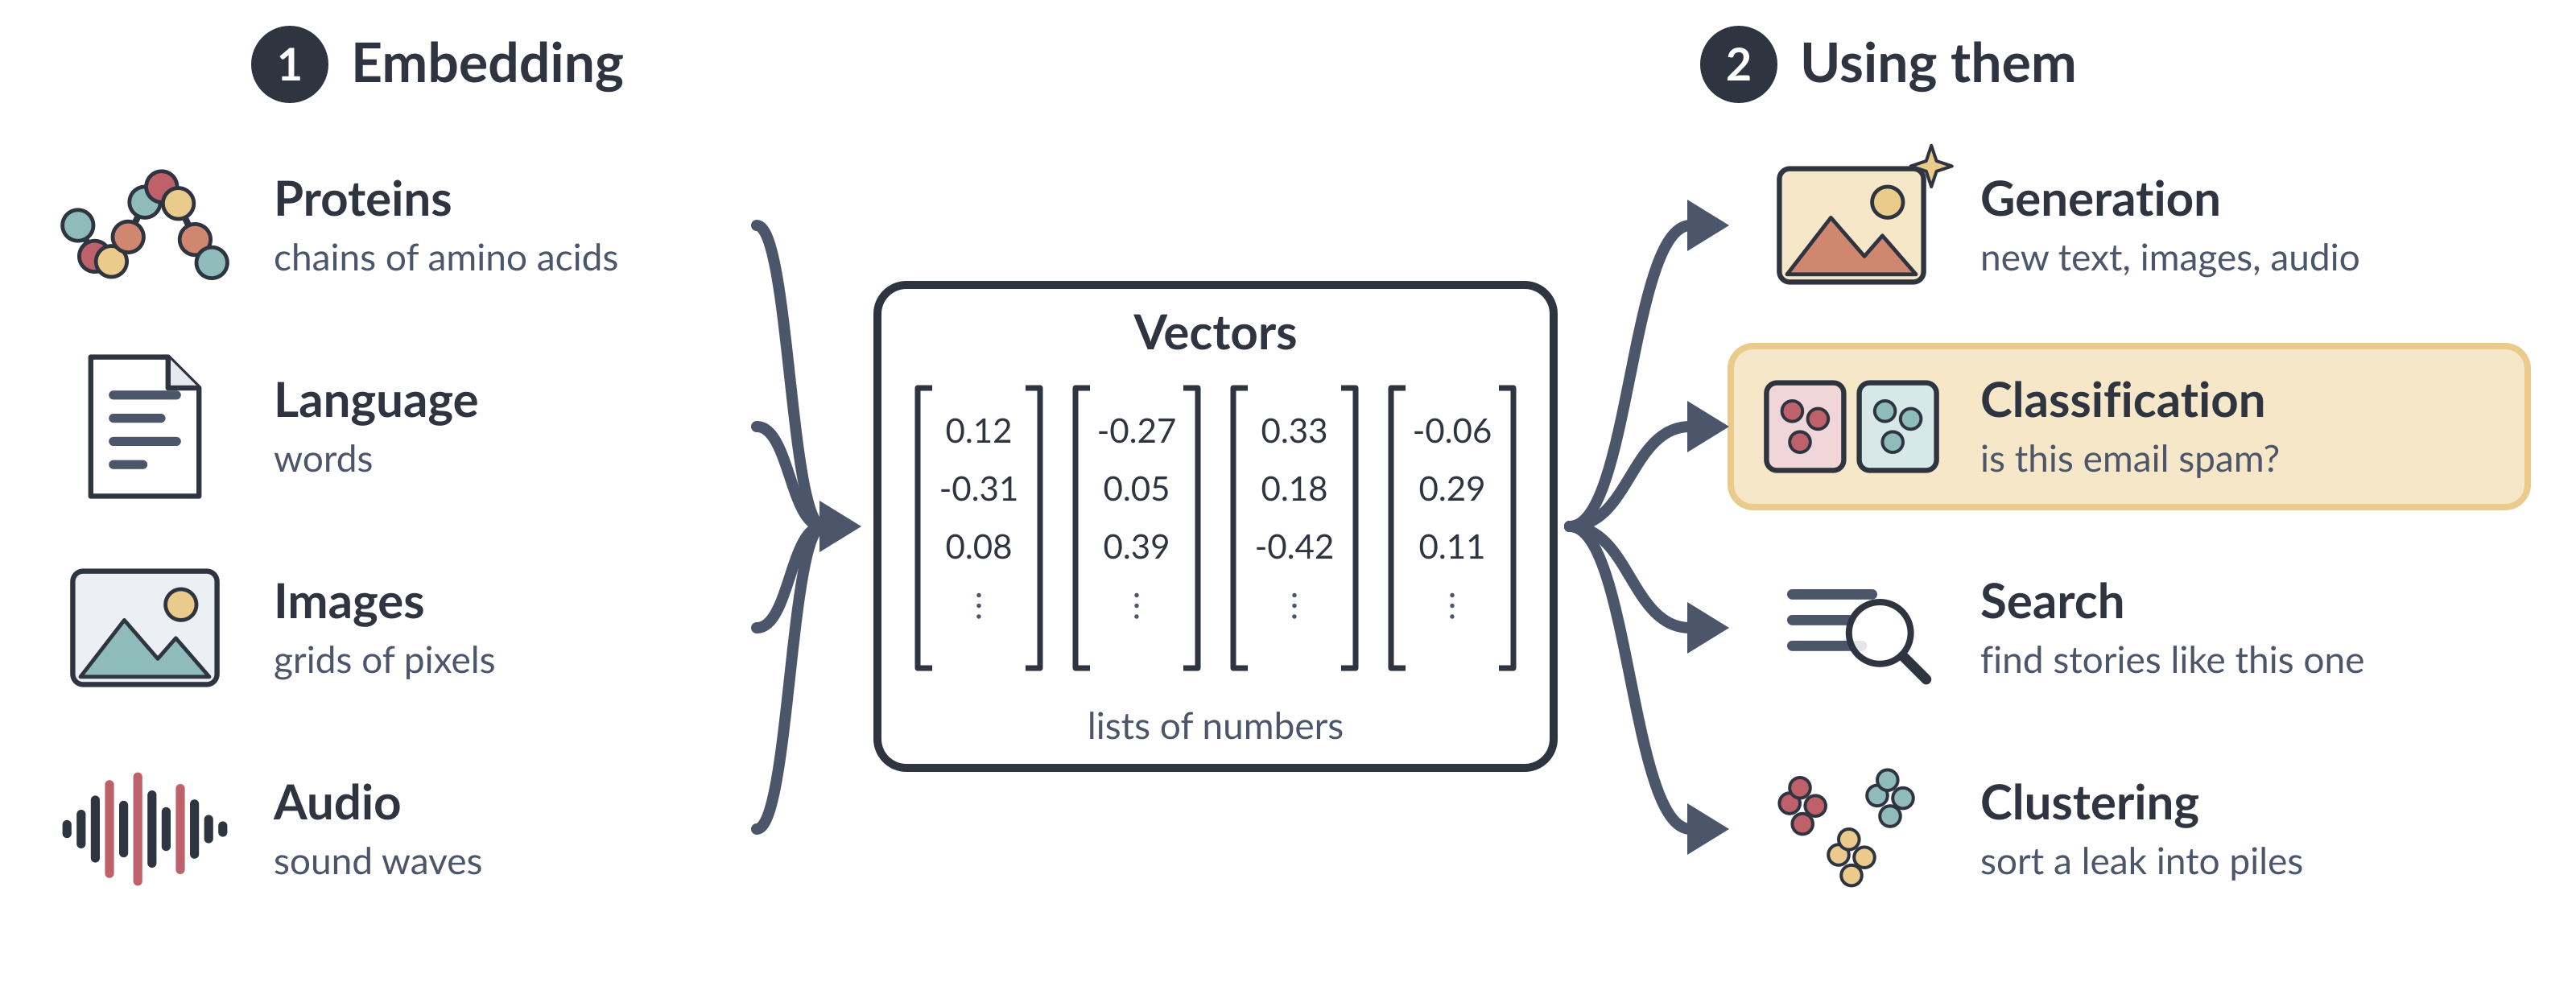 1 Embedding
Proteins
chains of amino acids
Language
words
Images
grids of pixels
Audio
sound waves
Vectors
0.12 -0.27 0.33 -0.06
-0.31 0.05 0.18 0.29
0.08 0.39 -0.42 0.11
⋮ ⋮ ⋮ ⋮
lists of numbers
2 Using them
Generation
new text, images, audio
Classification
is this email spam?
Search
find stories like this one
Clustering
sort a leak into piles